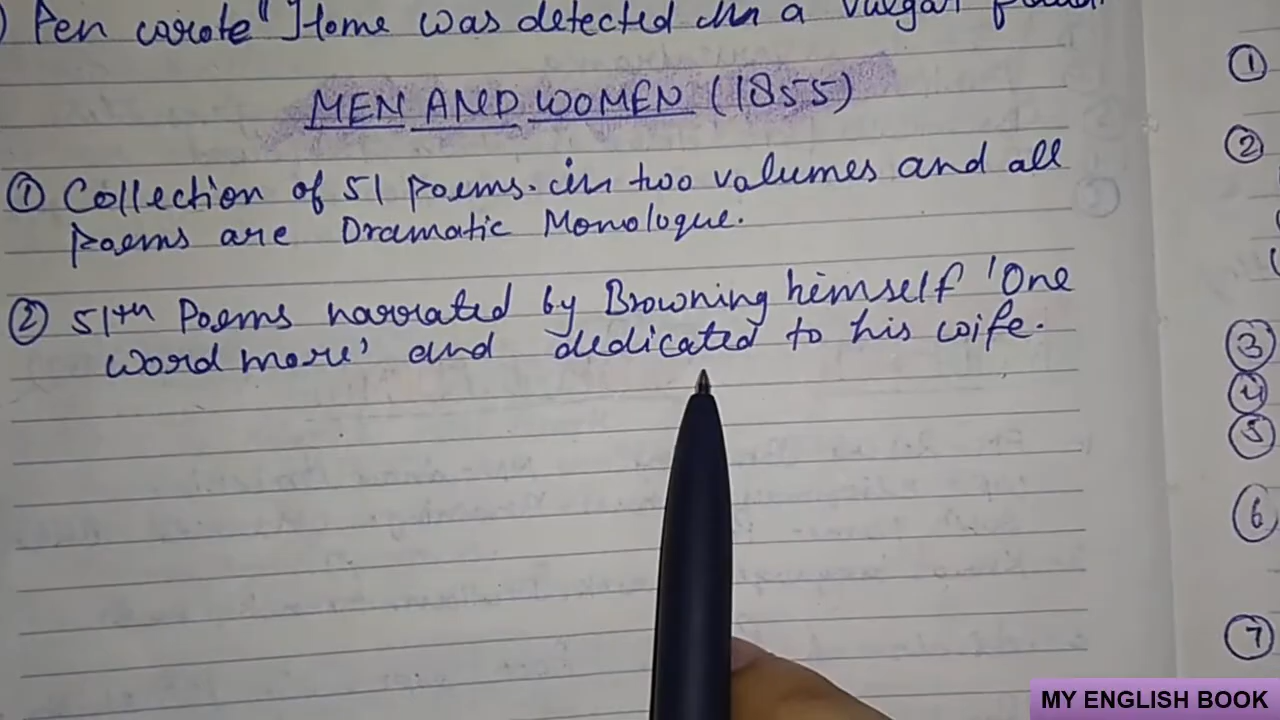 ) Pen wrote "Home was detected in a Vulgar
MEN AND WOMEN (1855)
① Collection of 51 Poems. in two volumes and all
Poems are Dramatic Monologue.
② 51th Poems narrated by Browning himself 'One
word more' and dedicated to his wife.
①
②
③
④
⑤
⑥
⑦
MY ENGLISH BOOK